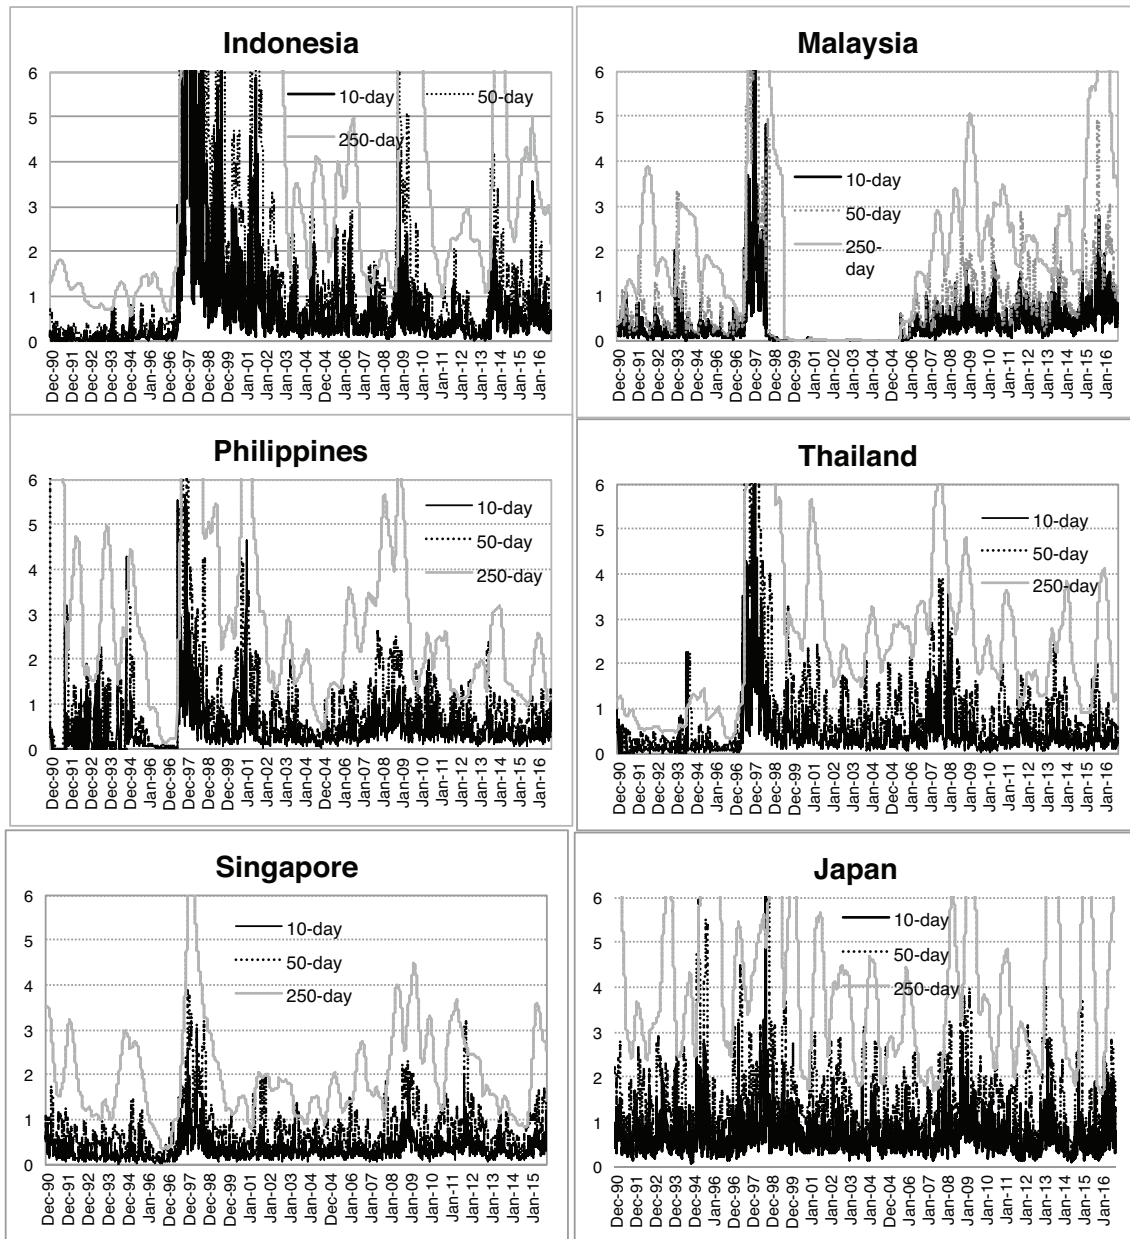 Indonesia
6
5
4
3
2
1
0
10-day
50-day
250-day
Dec-90
Dec-91
Dec-92
Dec-93
Dec-94
Jan-96
Dec-96
Dec-97
Dec-98
Dec-99
Jan-01
Jan-02
Jan-03
Jan-04
Dec-04
Jan-06
Jan-07
Jan-08
Jan-09
Jan-10
Jan-11
Jan-12
Jan-13
Jan-14
Jan-15
Jan-16
Malaysia
6
5
4
3
2
1
0
10-day
50-day
250-
day
Dec-90
Dec-91
Dec-92
Dec-93
Dec-94
Jan-96
Dec-96
Dec-97
Dec-98
Dec-99
Jan-01
Jan-02
Jan-03
Jan-04
Dec-04
Jan-06
Jan-07
Jan-08
Jan-09
Jan-10
Jan-11
Jan-12
Jan-13
Jan-14
Jan-15
Jan-16
Philippines
6
5
4
3
2
1
0
10-day
50-day
250-day
Dec-90
Dec-91
Dec-92
Dec-93
Dec-94
Jan-96
Dec-96
Dec-97
Dec-98
Dec-99
Jan-01
Jan-02
Jan-03
Jan-04
Dec-04
Jan-06
Jan-07
Jan-08
Jan-09
Jan-10
Jan-11
Jan-12
Jan-13
Jan-14
Jan-15
Jan-16
Thailand
6
5
4
3
2
1
0
10-day
50-day
250-day
Dec-90
Dec-91
Dec-92
Dec-93
Dec-94
Jan-96
Dec-96
Dec-97
Dec-98
Dec-99
Jan-01
Jan-02
Jan-03
Jan-04
Dec-04
Jan-06
Jan-07
Jan-08
Jan-09
Jan-10
Jan-11
Jan-12
Jan-13
Jan-14
Jan-15
Jan-16
Singapore
6
5
4
3
2
1
0
10-day
50-day
250-day
Dec-90
Dec-91
Dec-92
Dec-93
Dec-94
Jan-96
Dec-96
Dec-97
Dec-98
Dec-99
Jan-01
Jan-02
Jan-03
Jan-04
Dec-04
Jan-06
Jan-07
Jan-08
Jan-09
Jan-10
Jan-11
Jan-12
Jan-13
Jan-14
Jan-15
Japan
6
5
4
3
2
1
0
10-day
50-day
250-day
Dec-90
Dec-91
Dec-92
Dec-93
Dec-94
Jan-96
Dec-96
Dec-97
Dec-98
Dec-99
Jan-01
Jan-02
Jan-03
Jan-04
Dec-04
Jan-06
Jan-07
Jan-08
Jan-09
Jan-10
Jan-11
Jan-12
Jan-13
Jan-14
Jan-15
Jan-16